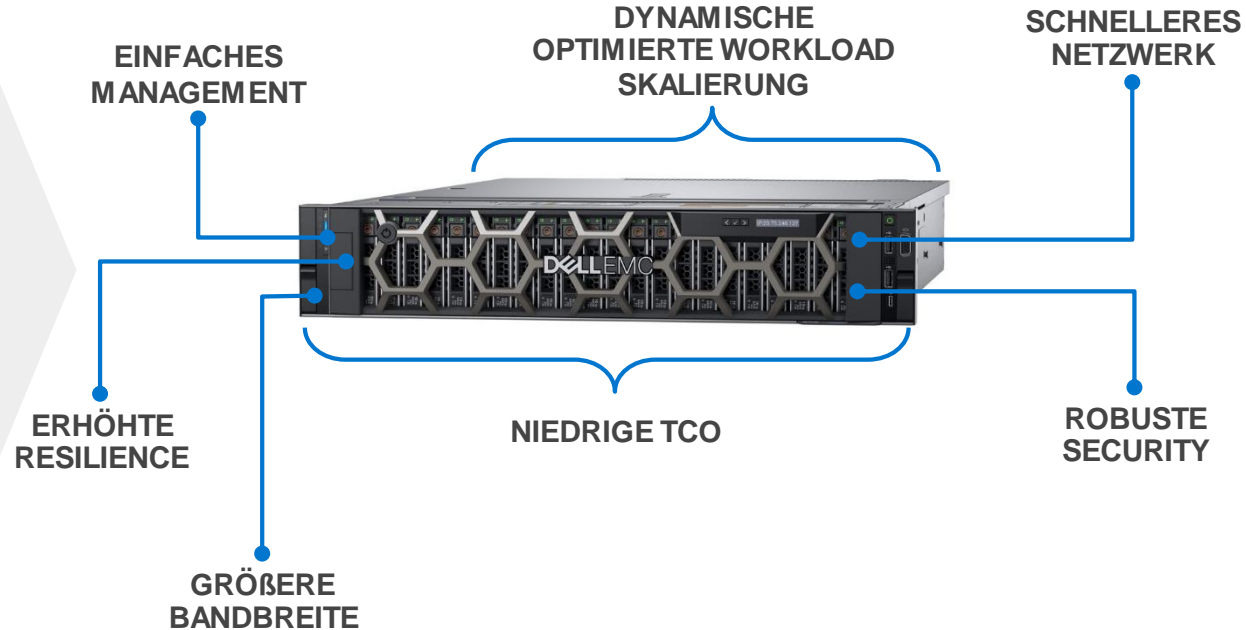 DYNAMISCHE
OPTIMIERTE WORKLOAD
SKALIERUNG
SCHNELLERES
NETZWERK
EINFACHES
MANAGEMENT
DELLEMC
ERHÖHTE
RESILIENCE
NIEDRIGE TCO
ROBUSTE
SECURITY
GRÖßERE
BANDBREITE